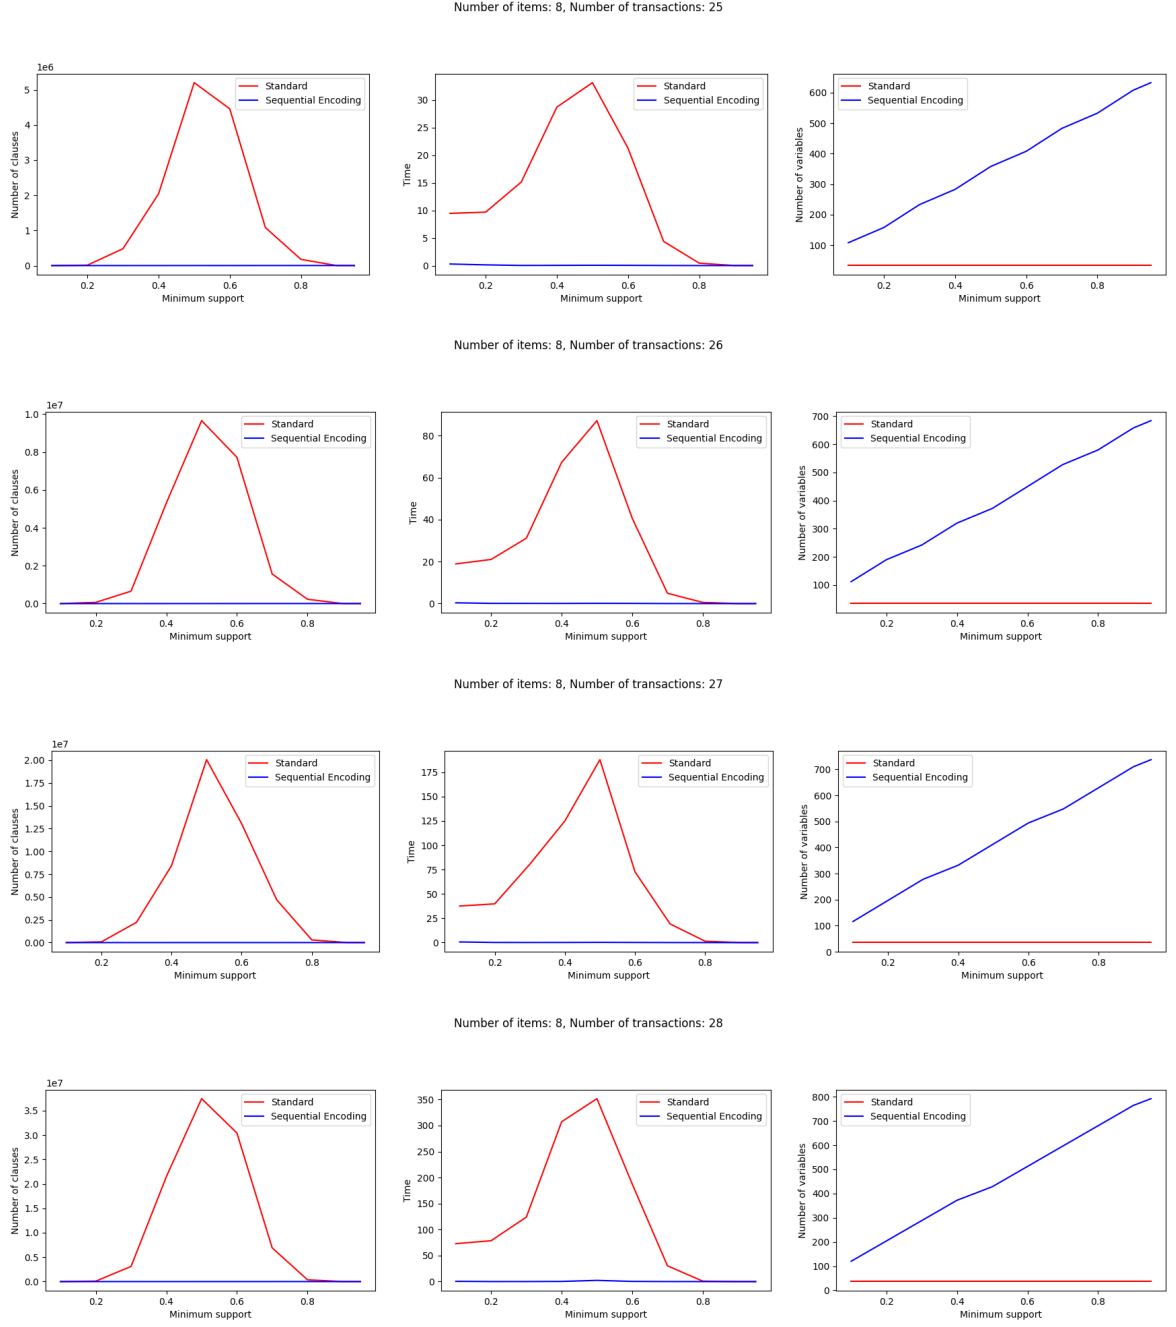 Number of items: 8, Number of transactions: 25
1e6
Number of clauses
5
4
3
2
1
0
0.2 0.4 0.6 0.8
Minimum support
Standard
Sequential Encoding
Time
30
25
20
15
10
5
0
0.2 0.4 0.6 0.8
Minimum support
Standard
Sequential Encoding
Number of variables
600
500
400
300
200
100
0.2 0.4 0.6 0.8
Minimum support
Standard
Sequential Encoding
Number of items: 8, Number of transactions: 26
1e7
Number of clauses
1.0
0.8
0.6
0.4
0.2
0.0
0.2 0.4 0.6 0.8
Minimum support
Standard
Sequential Encoding
Time
80
60
40
20
0
0.2 0.4 0.6 0.8
Minimum support
Standard
Sequential Encoding
Number of variables
700
600
500
400
300
200
100
0.2 0.4 0.6 0.8
Minimum support
Standard
Sequential Encoding
Number of items: 8, Number of transactions: 27
1e7
Number of clauses
2.00
1.75
1.50
1.25
1.00
0.75
0.50
0.25
0.00
0.2 0.4 0.6 0.8
Minimum support
Standard
Sequential Encoding
Time
175
150
125
100
75
50
25
0
0.2 0.4 0.6 0.8
Minimum support
Standard
Sequential Encoding
Number of variables
700
600
500
400
300
200
100
0
0.2 0.4 0.6 0.8
Minimum support
Standard
Sequential Encoding
Number of items: 8, Number of transactions: 28
1e7
Number of clauses
3.5
3.0
2.5
2.0
1.5
1.0
0.5
0.0
0.2 0.4 0.6 0.8
Minimum support
Standard
Sequential Encoding
Time
350
300
250
200
150
100
50
0
0.2 0.4 0.6 0.8
Minimum support
Standard
Sequential Encoding
Number of variables
800
700
600
500
400
300
200
100
0
0.2 0.4 0.6 0.8
Minimum support
Standard
Sequential Encoding